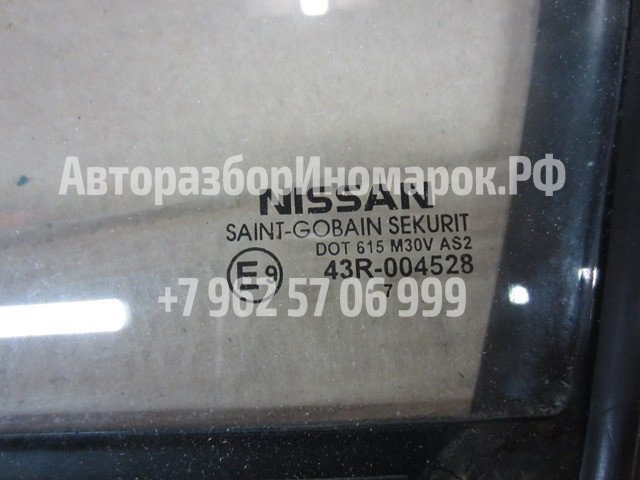 АвторазборИномарок.РФ
NISSAN
SAINT-GOBAIN SEKURIT
DOT 615 M30V AS2
E9 43R-004528
7
+7 962 57 06 999